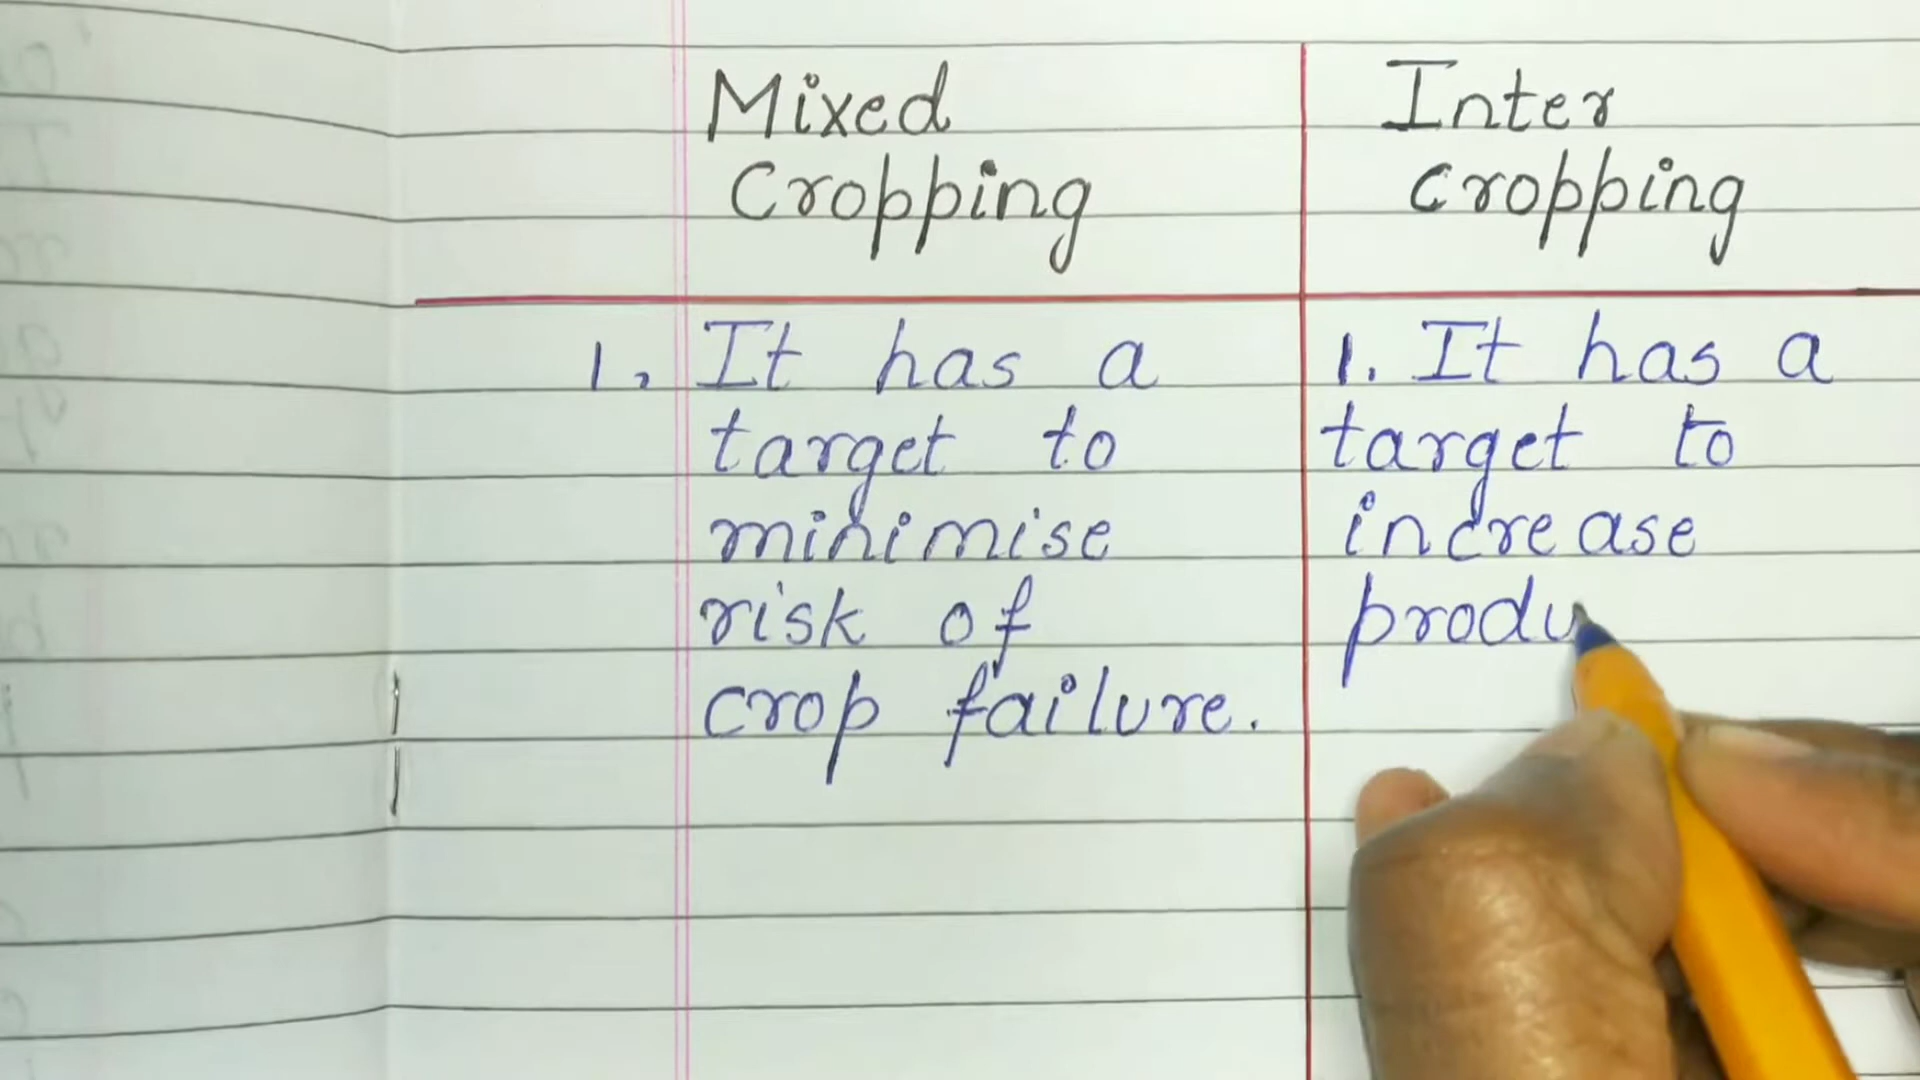 Mixed
Cropping
1. It has a
target to
minimise
risk of
crop failure.
Inter
cropping
1. It has a
target to
increase
produ